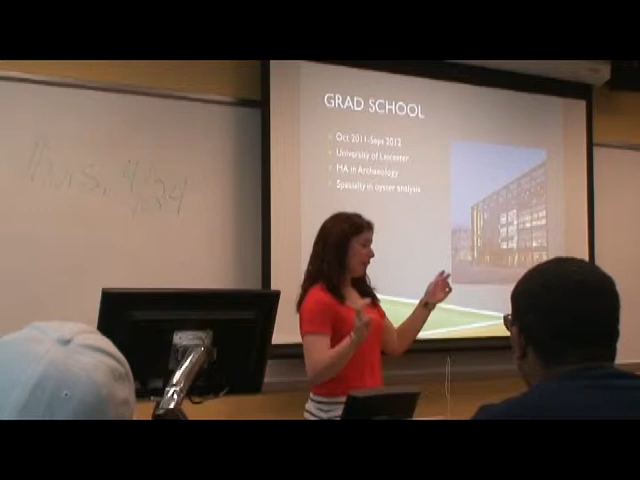 GRAD SCHOOL
Oct 2011-Sept 2012
University of Leicester
MA in Archaeology
Specialty in oyster analysis